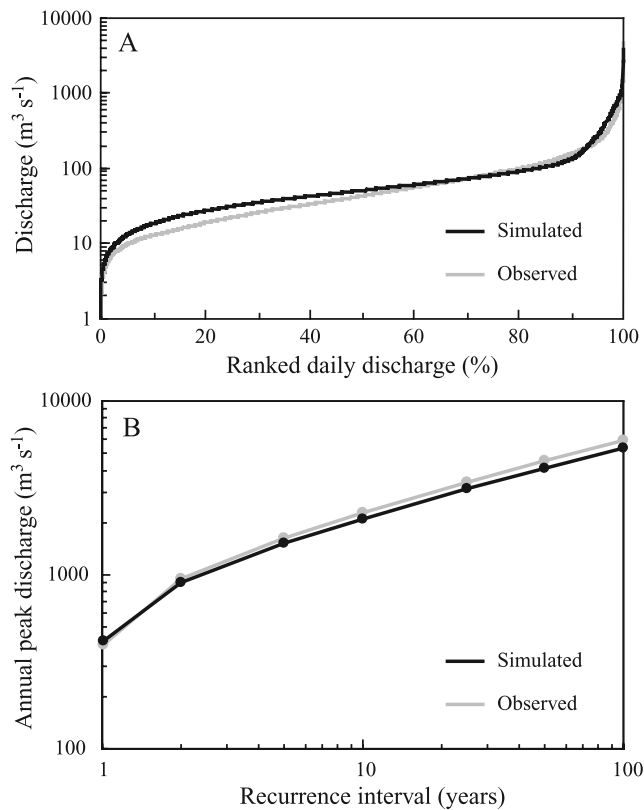 A
10000
1000
100
10
1
Discharge (m³ s⁻¹)
Simulated
Observed
0
20
40
60
80
100
Ranked daily discharge (%)
B
10000
1000
100
Annual peak discharge (m³ s⁻¹)
Simulated
Observed
1
10
100
Recurrence interval (years)